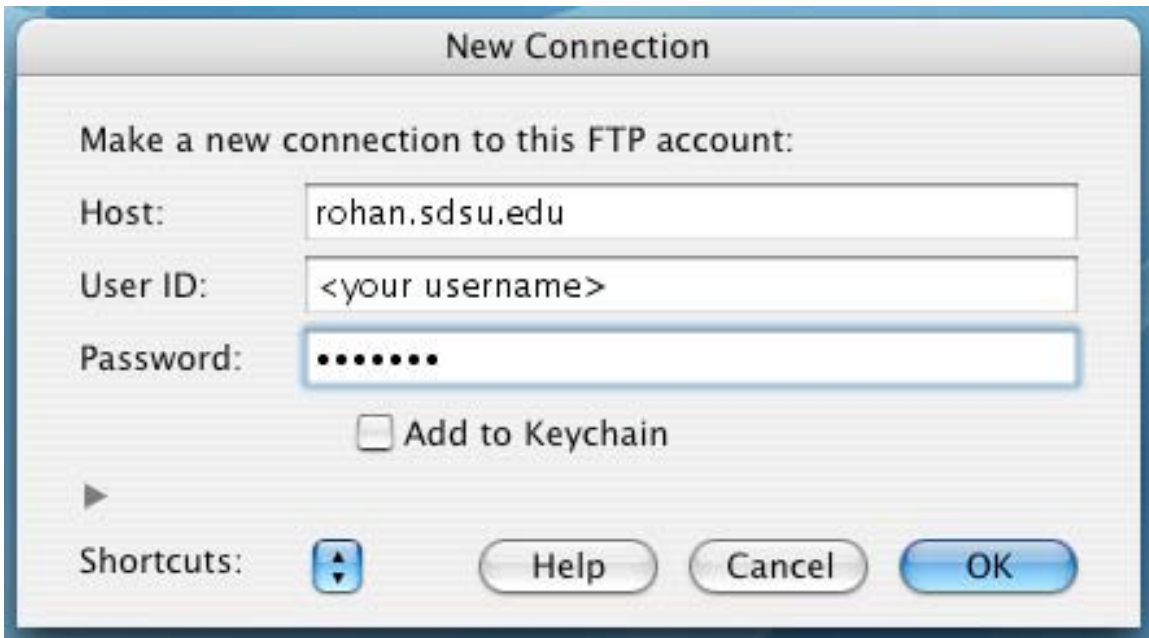 New Connection
Make a new connection to this FTP account:
Host: rohan.sdsu.edu
User ID: <your username>
Password: •••••••
Add to Keychain
Shortcuts: Help Cancel OK